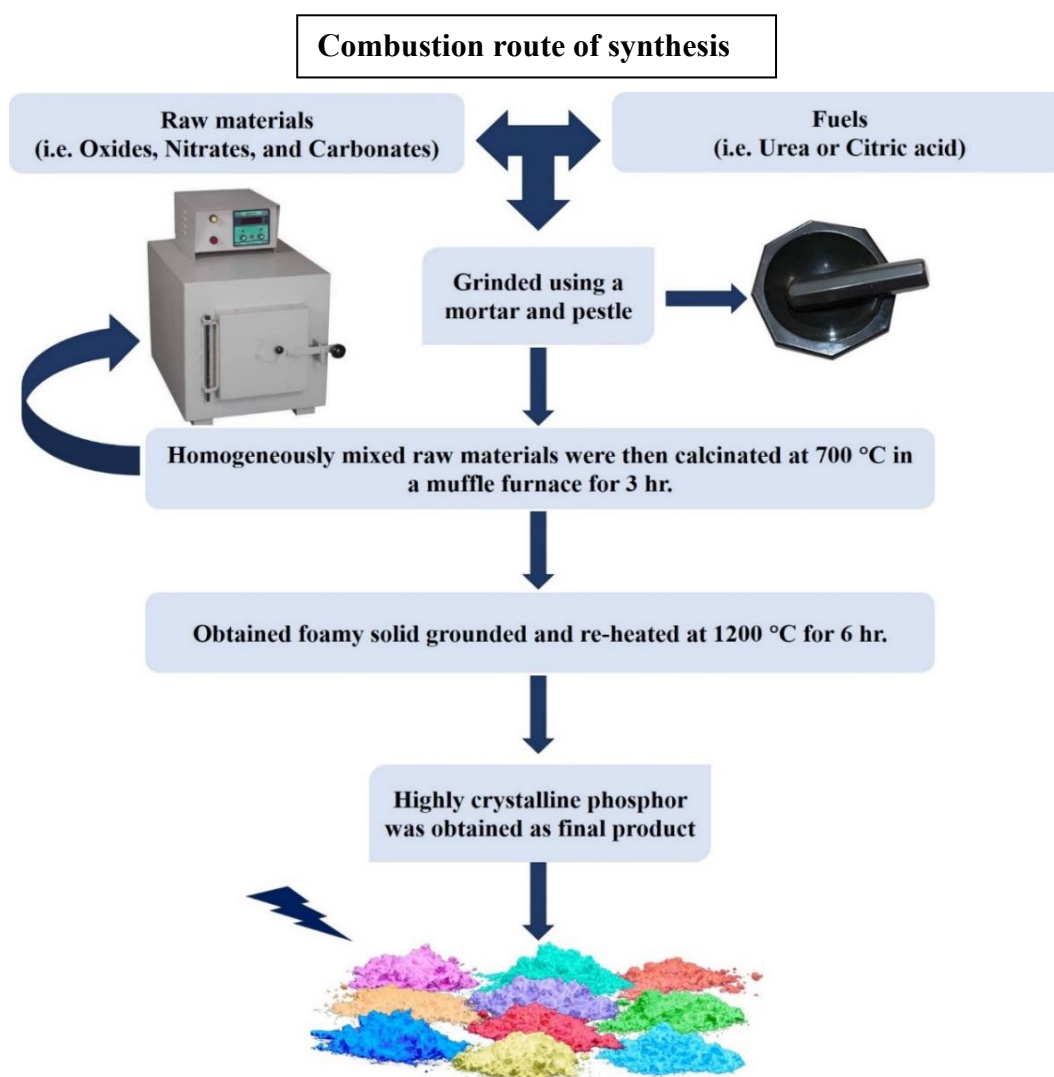 Combustion route of synthesis
Raw materials
(i.e. Oxides, Nitrates, and Carbonates)
Fuels
(i.e. Urea or Citric acid)
Grinded using a
mortar and pestle
Homogeneously mixed raw materials were then calcinated at 700 °C in
a muffle furnace for 3 hr.
Obtained foamy solid grounded and re-heated at 1200 °C for 6 hr.
Highly crystalline phosphor
was obtained as final product